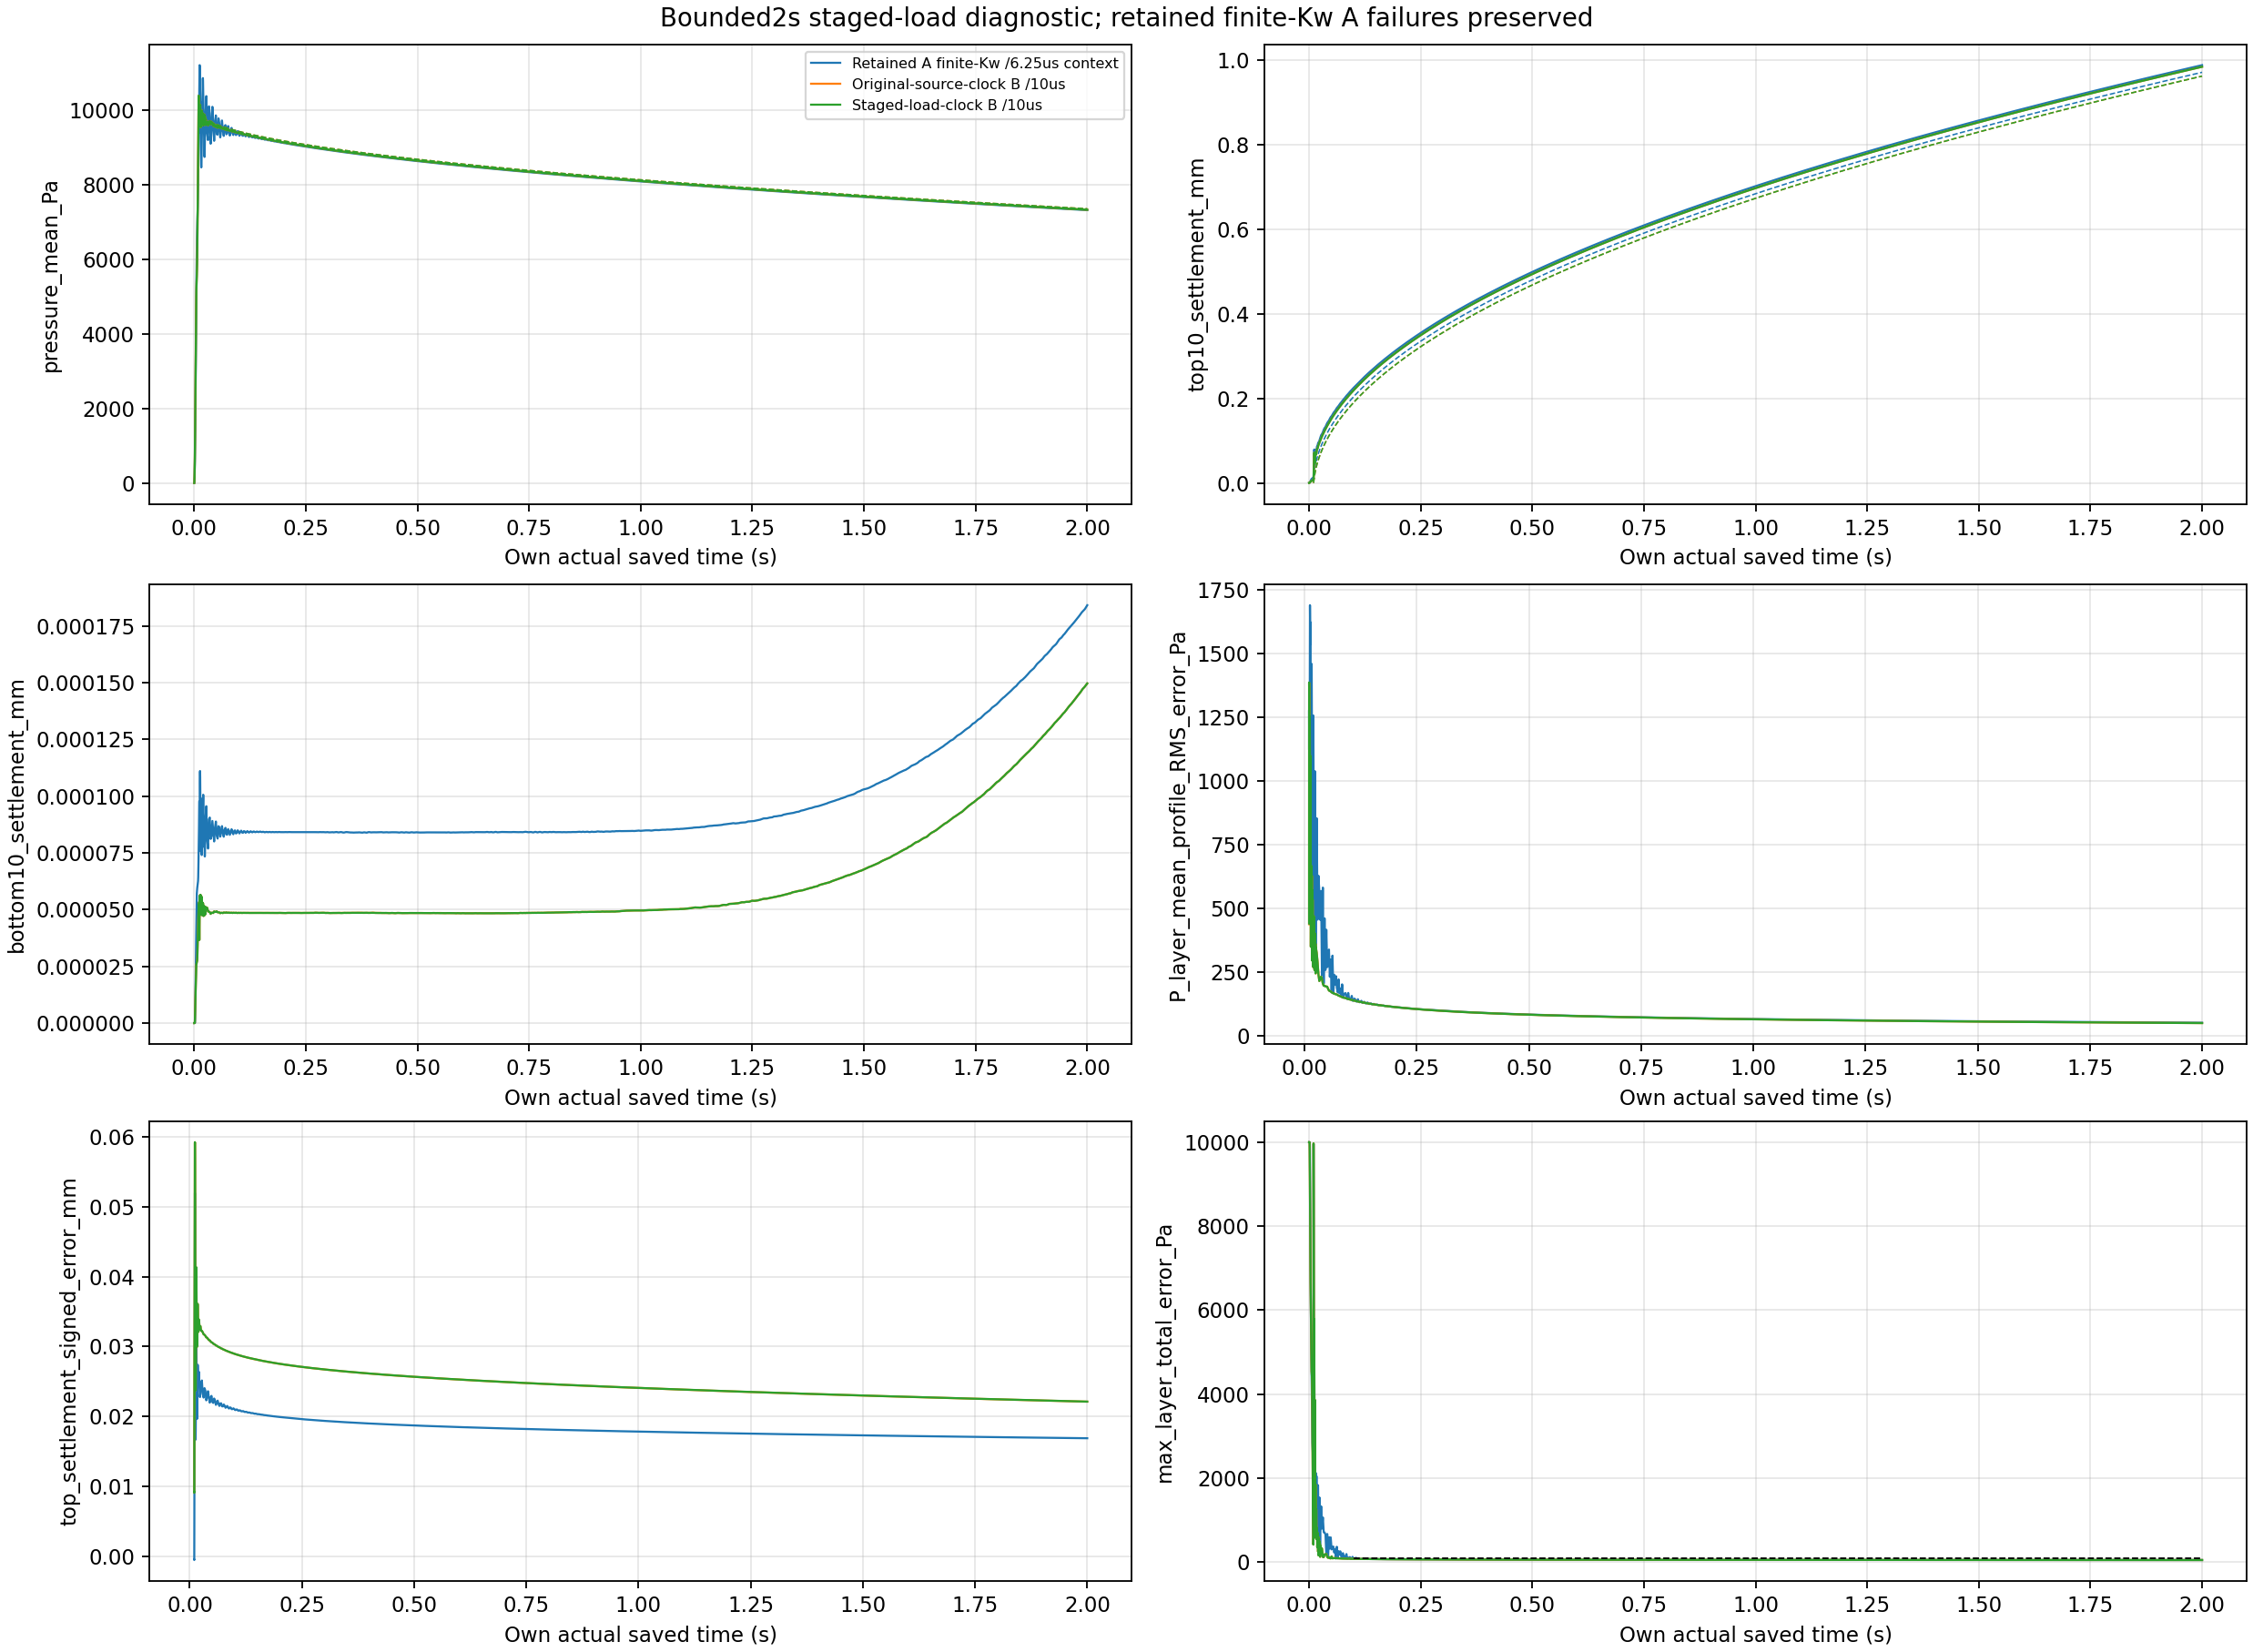 Bounded2s staged-load diagnostic; retained finite-Kw A failures preserved
Retained A finite-Kw /6.25us context
Original-source-clock B /10us
Staged-load-clock B /10us
pressure_mean_Pa
10000
8000
6000
4000
2000
0
0.00 0.25 0.50 0.75 1.00 1.25 1.50 1.75 2.00
Own actual saved time (s)
top10_settlement_mm
1.0
0.8
0.6
0.4
0.2
0.0
0.00 0.25 0.50 0.75 1.00 1.25 1.50 1.75 2.00
Own actual saved time (s)
bottom10_settlement_mm
0.000175
0.000150
0.000125
0.000100
0.000075
0.000050
0.000025
0.000000
0.00 0.25 0.50 0.75 1.00 1.25 1.50 1.75 2.00
Own actual saved time (s)
P_layer_mean_profile_RMS_error_Pa
1750
1500
1250
1000
750
500
250
0
0.00 0.25 0.50 0.75 1.00 1.25 1.50 1.75 2.00
Own actual saved time (s)
top_settlement_signed_error_mm
0.06
0.05
0.04
0.03
0.02
0.01
0.00
0.00 0.25 0.50 0.75 1.00 1.25 1.50 1.75 2.00
Own actual saved time (s)
max_layer_total_error_Pa
10000
8000
6000
4000
2000
0
0.00 0.25 0.50 0.75 1.00 1.25 1.50 1.75 2.00
Own actual saved time (s)